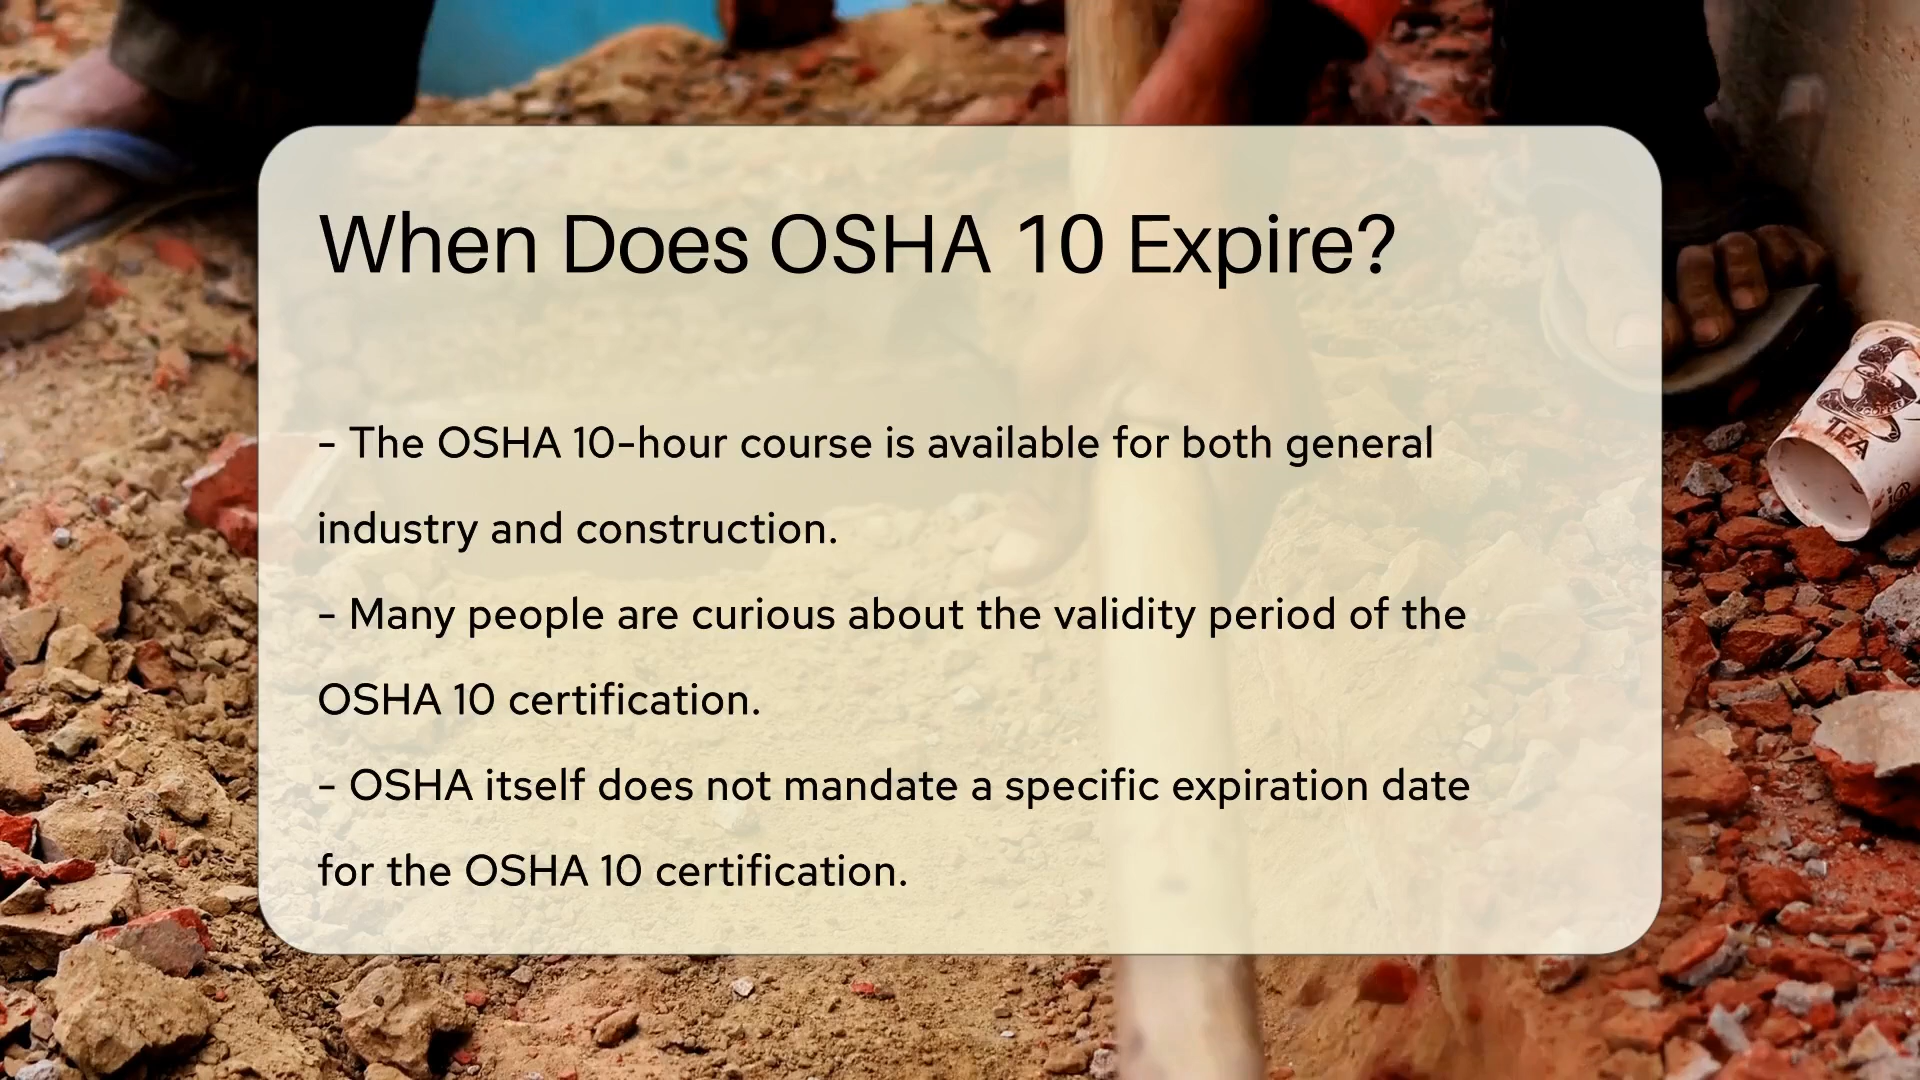 When Does OSHA 10 Expire?
- The OSHA 10-hour course is available for both general
industry and construction.
- Many people are curious about the validity period of the
OSHA 10 certification.
- OSHA itself does not mandate a specific expiration date
for the OSHA 10 certification.
TEA